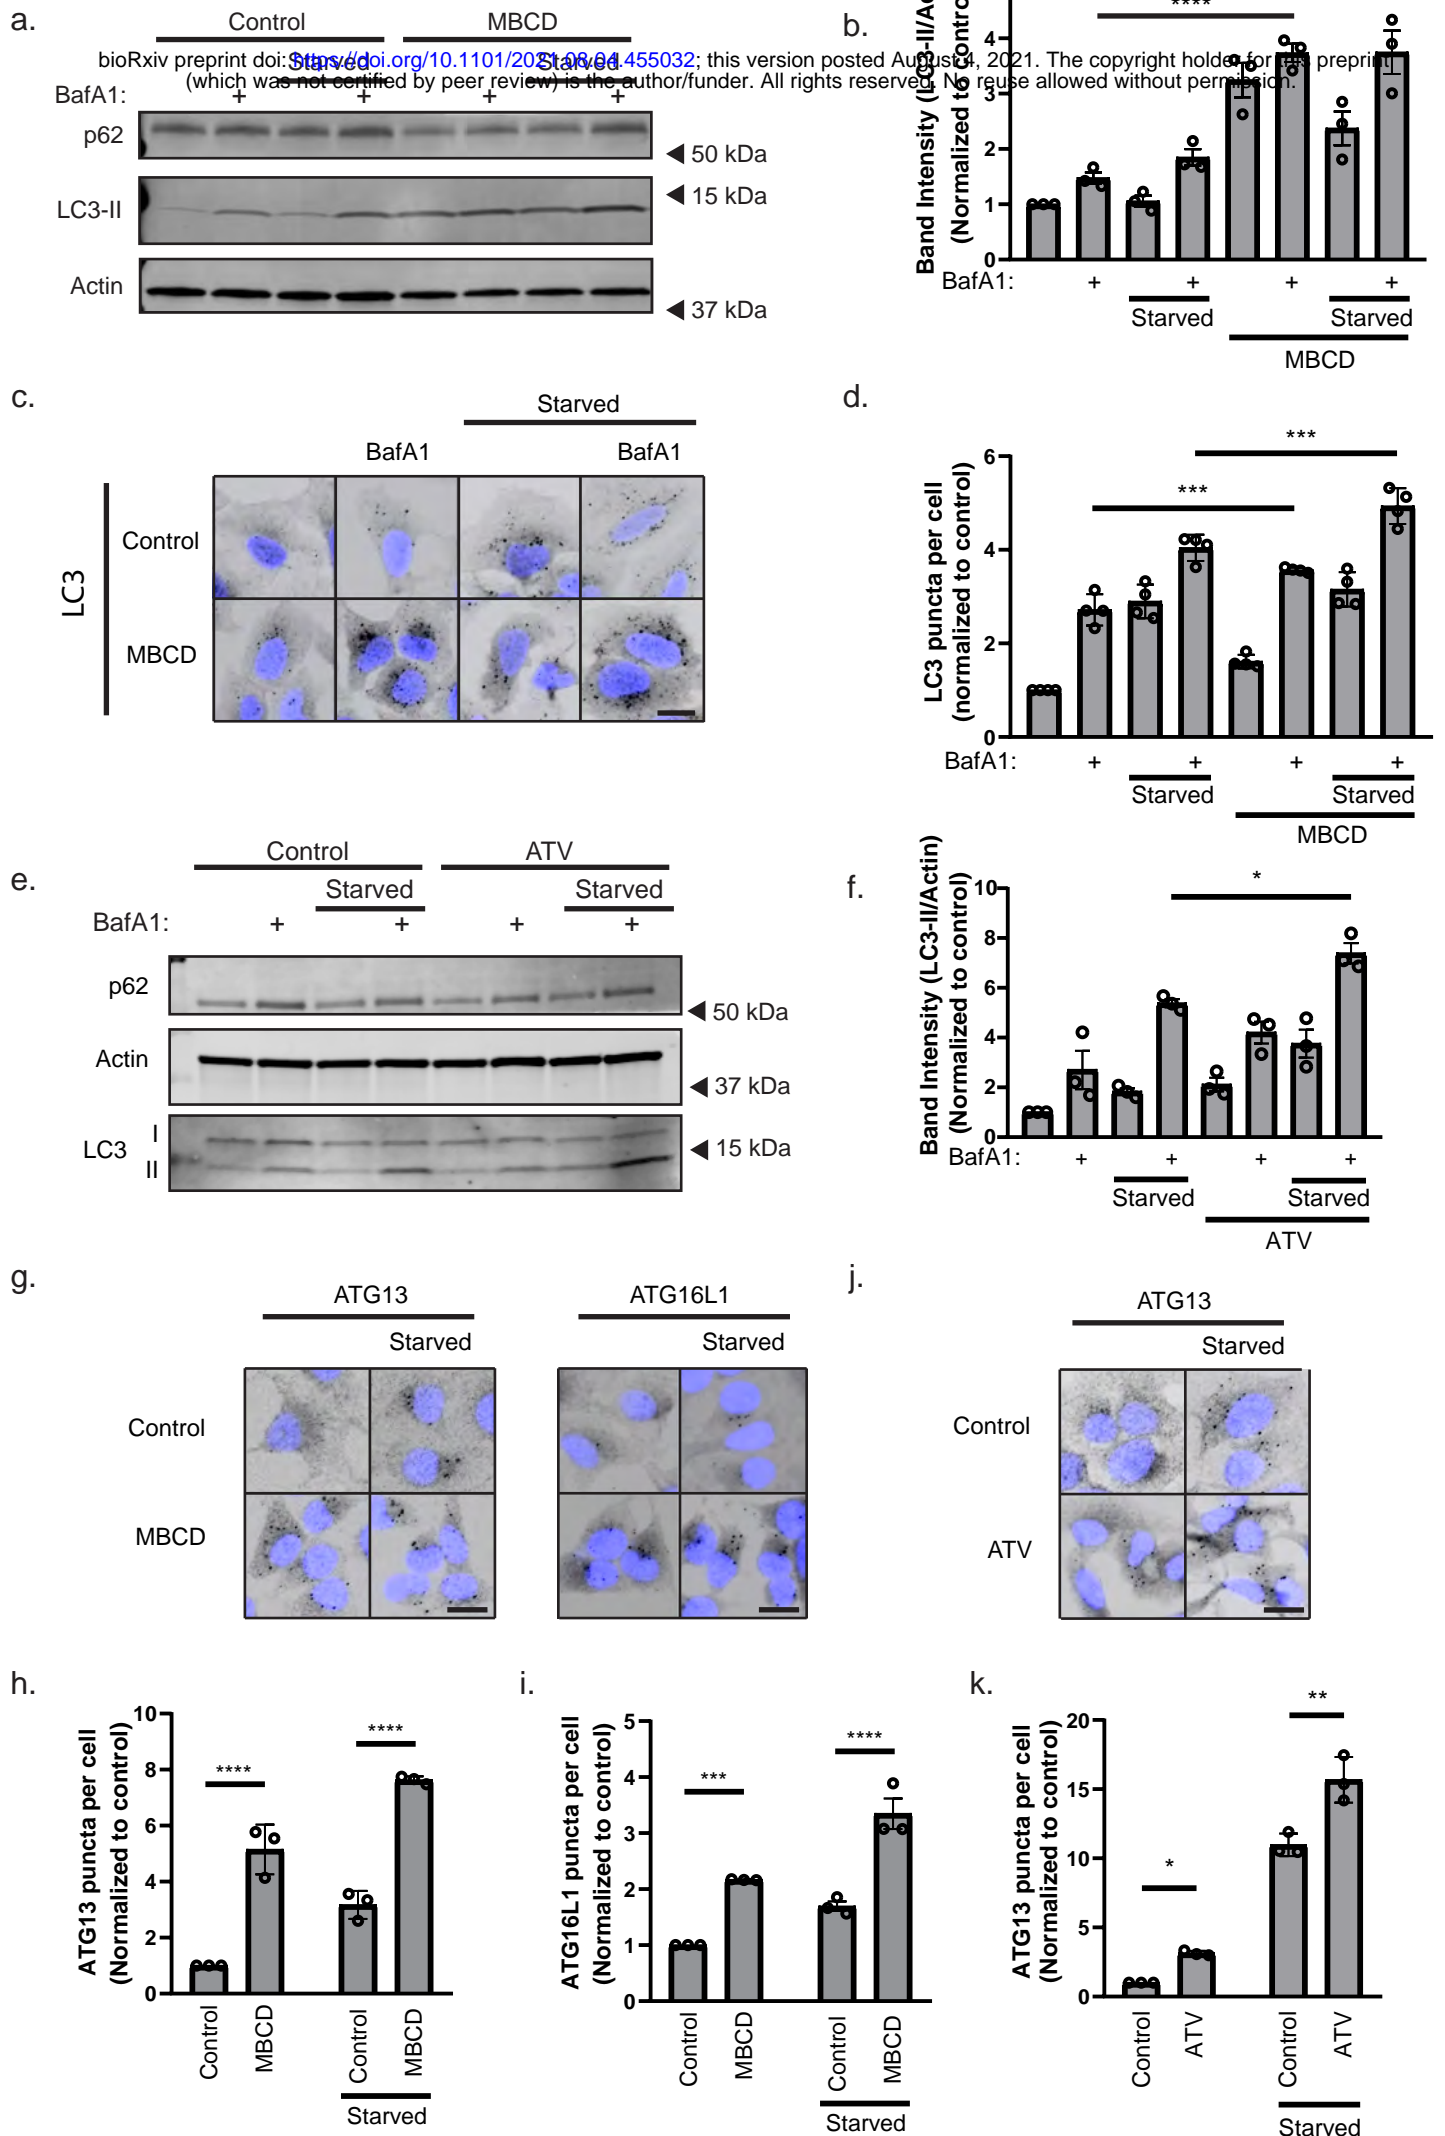 a.
Control
MBCD
bioRxiv preprint doi: https://doi.org/10.1101/2021.08.04.455032; this version posted August 4, 2021. The copyright holder for this preprint
(which was not certified by peer review) is the author/funder. All rights reserved. No reuse allowed without permission.
Starved
Starved
BafA1:
+
+
+
+
p62
50 kDa
LC3-II
15 kDa
Actin
37 kDa
b.
****
Band Intensity (LC3-II/Ac
(Normalized to control
4
3
2
1
0
BafA1:
+
+
+
+
Starved
Starved
MBCD
c.
Starved
BafA1
BafA1
LC3
Control
MBCD
d.
***
***
LC3 puncta per cell
(normalized to control)
6
4
2
0
BafA1:
+
+
+
+
Starved
Starved
MBCD
e.
Control
ATV
Starved
Starved
BafA1:
+
+
+
+
p62
50 kDa
Actin
37 kDa
LC3
I
II
15 kDa
f.
*
Band Intensity (LC3-II/Actin)
(Normalized to control)
10
8
6
4
2
0
BafA1:
+
+
+
+
Starved
Starved
ATV
g.
ATG13
Starved
ATG16L1
Starved
Control
MBCD
j.
ATG13
Starved
Control
ATV
h.
****
****
ATG13 puncta per cell
(Normalized to control)
10
8
6
4
2
0
Control
MBCD
Control
MBCD
Starved
i.
***
****
ATG16L1 puncta per cell
(Normalized to control)
5
4
3
2
1
0
Control
MBCD
Control
MBCD
Starved
k.
*
**
ATG13 puncta per cell
(Normalized to control)
20
15
10
5
0
Control
ATV
Control
ATV
Starved